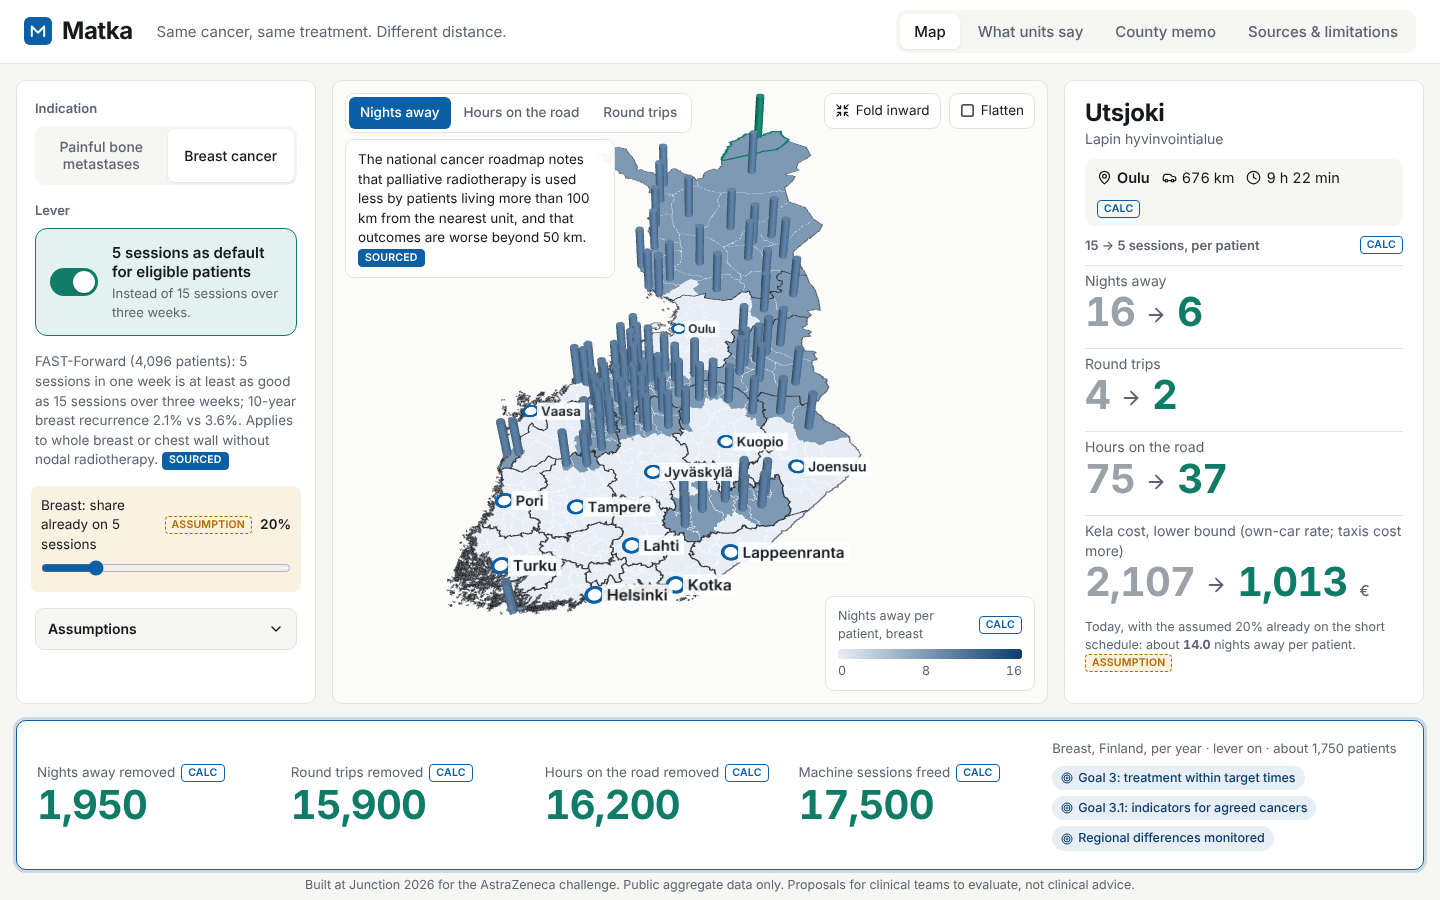 Matka
Same cancer, same treatment. Different distance.
Map
What units say
County memo
Sources & limitations
Indication
Painful bone
metastases
Breast cancer
Lever
5 sessions as default
for eligible patients
Instead of 15 sessions over
three weeks.
FAST-Forward (4,096 patients): 5
sessions in one week is at least as good
as 15 sessions over three weeks; 10-year
breast recurrence 2.1% vs 3.6%. Applies
to whole breast or chest wall without
nodal radiotherapy. SOURCED
Breast: share
already on 5
sessions
ASSUMPTION 20%
Assumptions
Nights away
Hours on the road
Round trips
Fold inward
Flatten
The national cancer roadmap notes
that palliative radiotherapy is used
less by patients living more than 100
km from the nearest unit, and that
outcomes are worse beyond 50 km.
SOURCED
Oulu
Vaasa
Kuopio
Joensuu
Jyväskylä
Pori
Tampere
Lahti
Lappeenranta
Turku
Kotka
Helsinki
Nights away per
patient, breast
CALC
0 8 16
Utsjoki
Lapin hyvinvointialue
Oulu 676 km 9 h 22 min
CALC
15 → 5 sessions, per patient CALC
Nights away
16 → 6
Round trips
4 → 2
Hours on the road
75 → 37
Kela cost, lower bound (own-car rate; taxis cost
more)
2,107 → 1,013 €
Today, with the assumed 20% already on the short
schedule: about 14.0 nights away per patient.
ASSUMPTION
Nights away removed CALC
1,950
Round trips removed CALC
15,900
Hours on the road removed CALC
16,200
Machine sessions freed CALC
17,500
Breast, Finland, per year · lever on · about 1,750 patients
Goal 3: treatment within target times
Goal 3.1: indicators for agreed cancers
Regional differences monitored
Built at Junction 2026 for the AstraZeneca challenge. Public aggregate data only. Proposals for clinical teams to evaluate, not clinical advice.